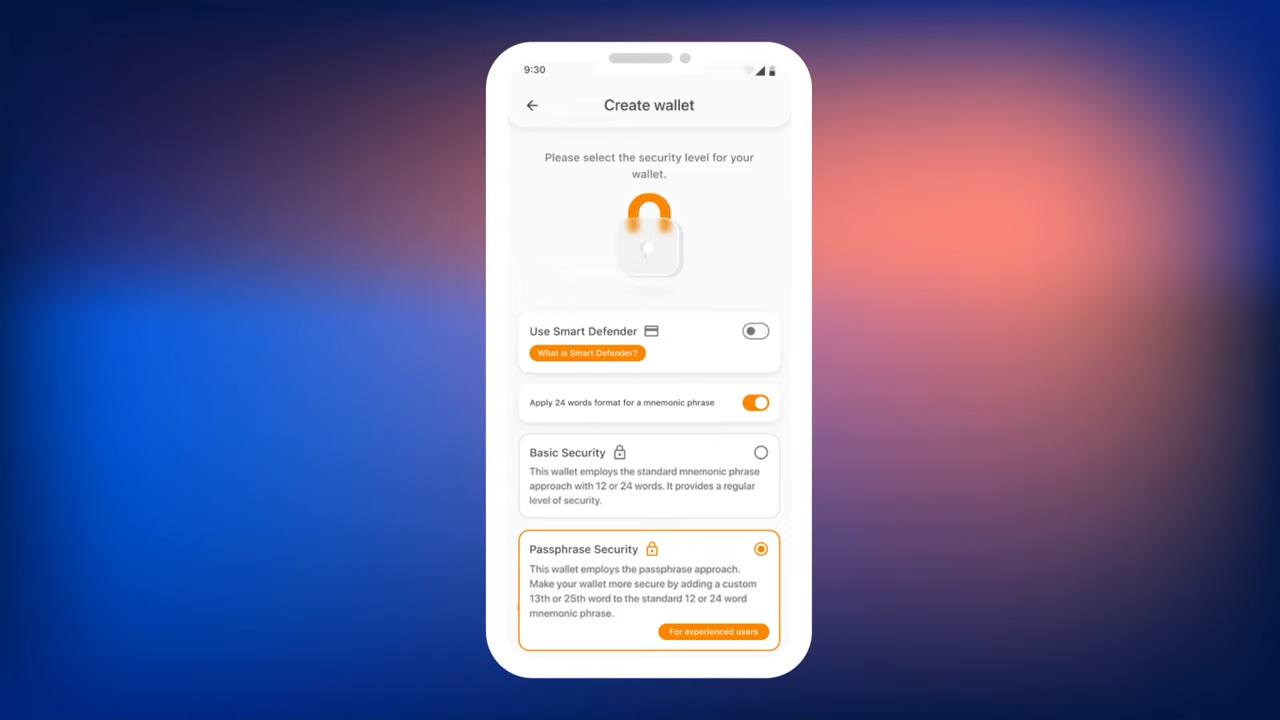 9:30
Create wallet
Please select the security level for your
wallet.
Use Smart Defender
What is Smart Defender?
Apply 24 words format for a mnemonic phrase
Basic Security
This wallet employs the standard mnemonic phrase
approach with 12 or 24 words. It provides a regular
level of security.
Passphrase Security
This wallet employs the passphrase approach.
Make your wallet more secure by adding a custom
13th or 25th word to the standard 12 or 24 word
mnemonic phrase.
For experienced users